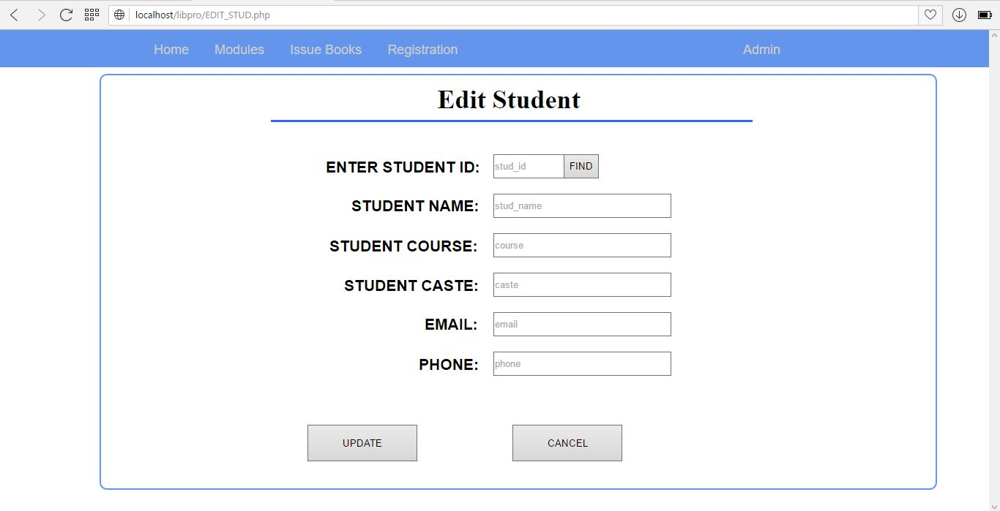 localhost/libpro/EDIT_STUD.php
Home Modules Issue Books Registration Admin
Edit Student
ENTER STUDENT ID: stud_id FIND
STUDENT NAME: stud_name
STUDENT COURSE: course
STUDENT CASTE: caste
EMAIL: email
PHONE: phone
UPDATE CANCEL